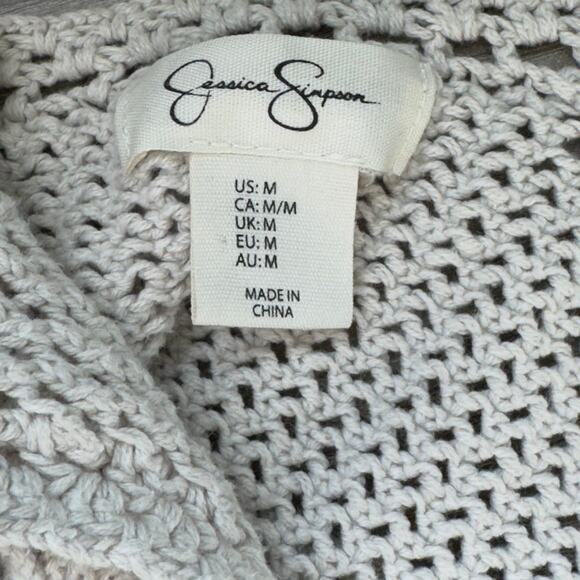 Jessica Simpson
US: M
CA: M/M
UK: M
EU: M
AU: M
MADE IN
CHINA